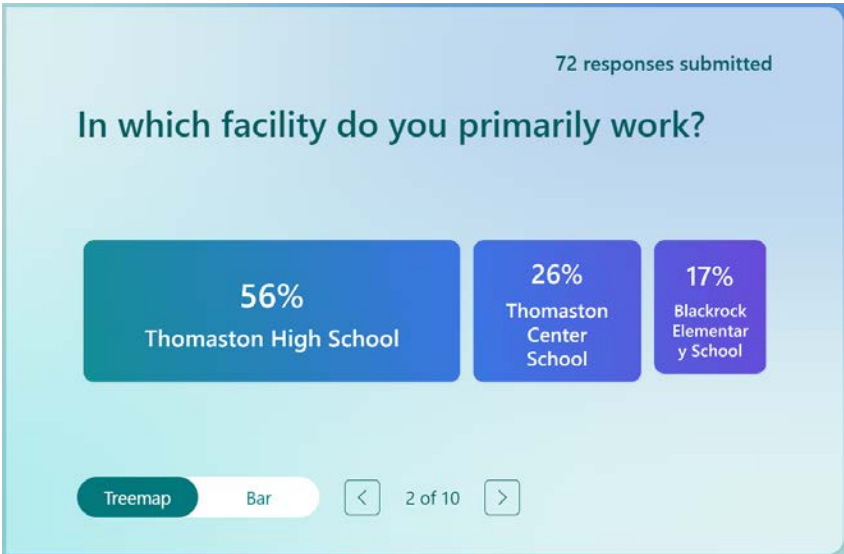 72 responses submitted
In which facility do you primarily work?
56%
Thomaston High School
26%
Thomaston
Center
School
17%
Blackrock
Elementar
y School
Treemap
Bar
2 of 10